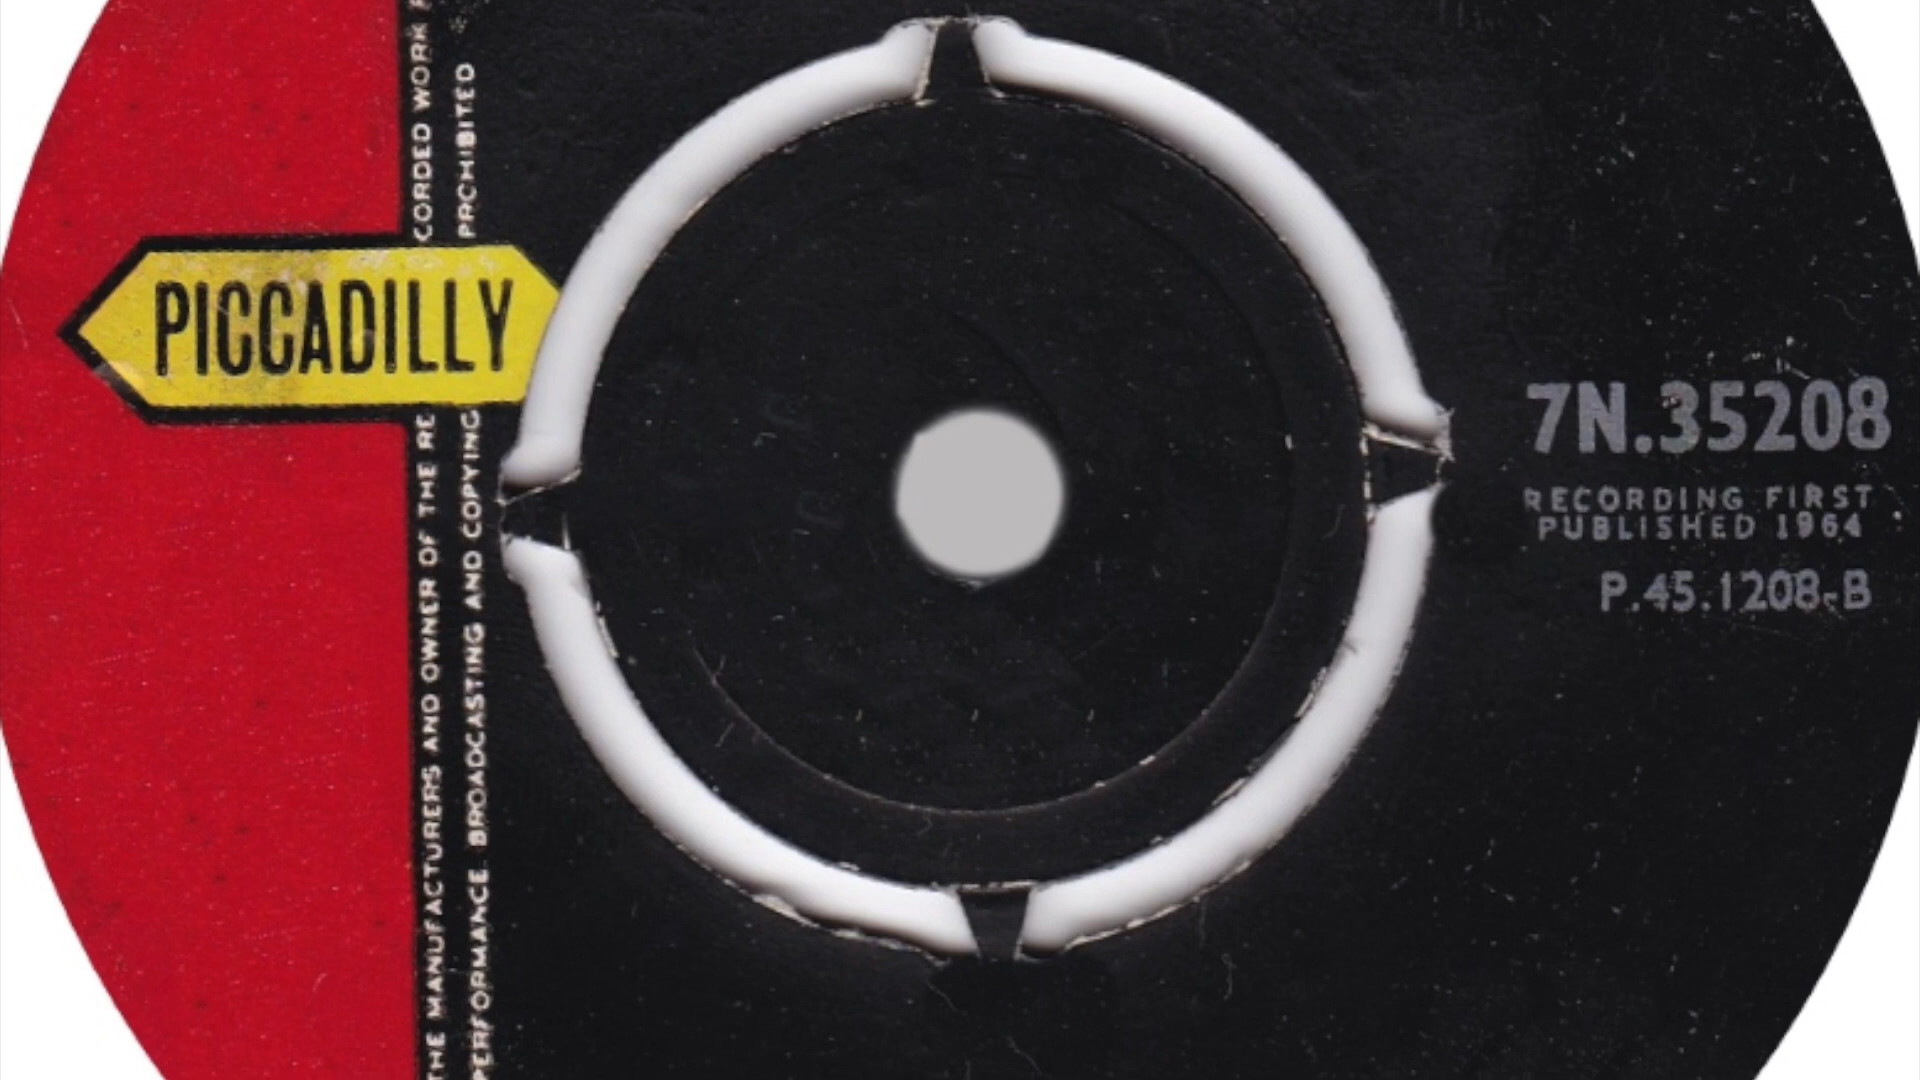 PICCADILLY
THE MANUFACTURERS AND OWNER OF THE RE CORDED WORK
PERFORMANCE. BROADCASTING AND COPYING PROHIBITED
7N.35208
RECORDING FIRST
PUBLISHED 1964
P.45.1208-B